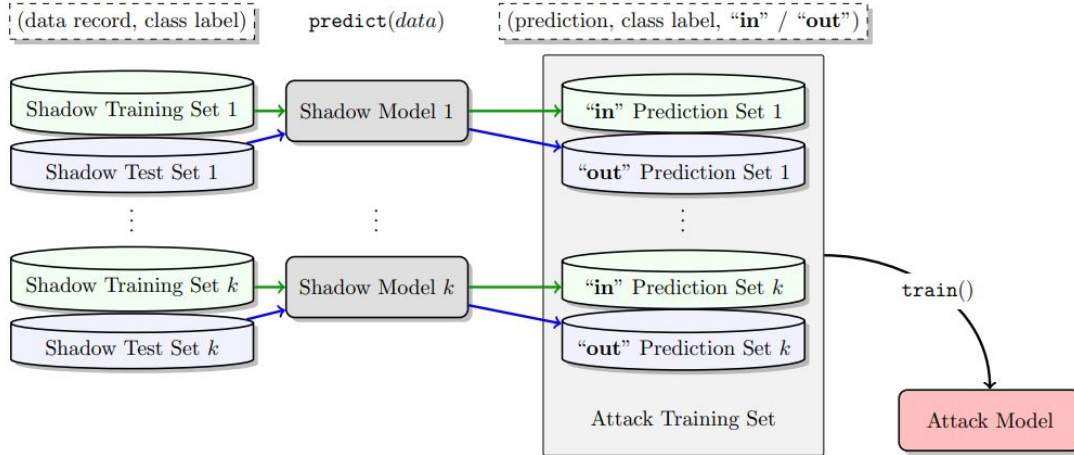 (data record, class label)
predict(data)
(prediction, class label, “in” / “out”)
Shadow Training Set 1
Shadow Model 1
“in” Prediction Set 1
Shadow Test Set 1
“out” Prediction Set 1
⋮ ⋮ ⋮
Shadow Training Set k
Shadow Model k
“in” Prediction Set k
train()
Shadow Test Set k
“out” Prediction Set k
Attack Training Set
Attack Model